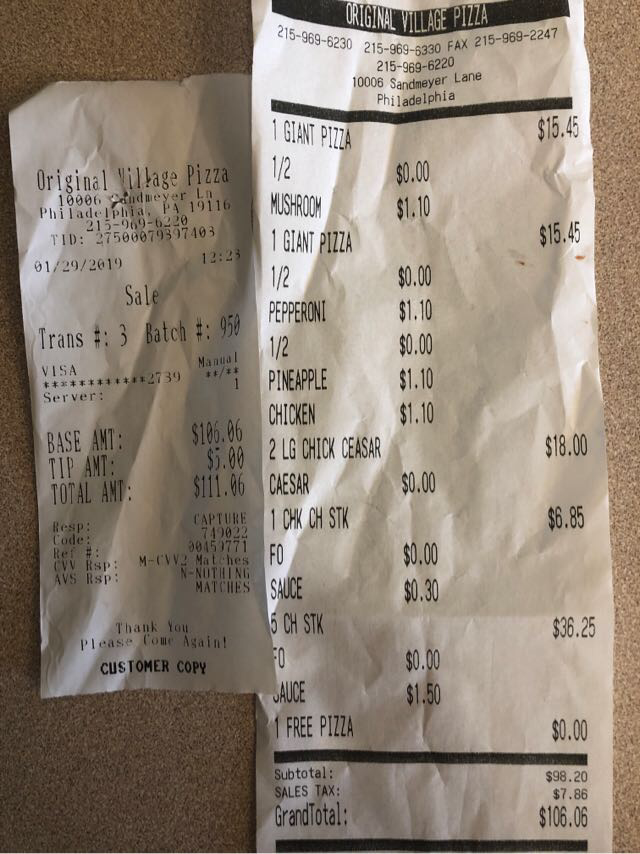 Original Village Pizza
10006 Sandmeyer Ln
Philadelphia, PA 19116
215-969-6220
TID: 27500079397403
01/29/2019 12:23
Sale
Trans #: 3 Batch #: 950
VISA Manual
************2739 **/**
Server: 1
BASE AMT: $106.06
TIP AMT: $5.00
TOTAL AMT: $111.06
Resp: CAPTURE
Code: 749022
Ref #: 00459771
CVV Rsp: M-CVV2 Matches
AVS Rsp: N-NOTHING
MATCHES
Thank You
Please Come Again!
CUSTOMER COPY
ORIGINAL VILLAGE PIZZA
215-969-6230 215-969-6330 FAX 215-969-2247
215-969-6220
10006 Sandmeyer Lane
Philadelphia
1 GIANT PIZZA $15.45
1/2 $0.00
MUSHROOM $1.10
1 GIANT PIZZA $15.45
1/2 $0.00
PEPPERONI $1.10
1/2 $0.00
PINEAPPLE $1.10
CHICKEN $1.10
2 LG CHICK CEASAR $18.00
CAESAR $0.00
1 CHK CH STK $6.85
FO $0.00
SAUCE $0.30
5 CH STK $36.25
FO $0.00
SAUCE $1.50
1 FREE PIZZA $0.00
Subtotal: $98.20
SALES TAX: $7.86
GrandTotal: $106.06